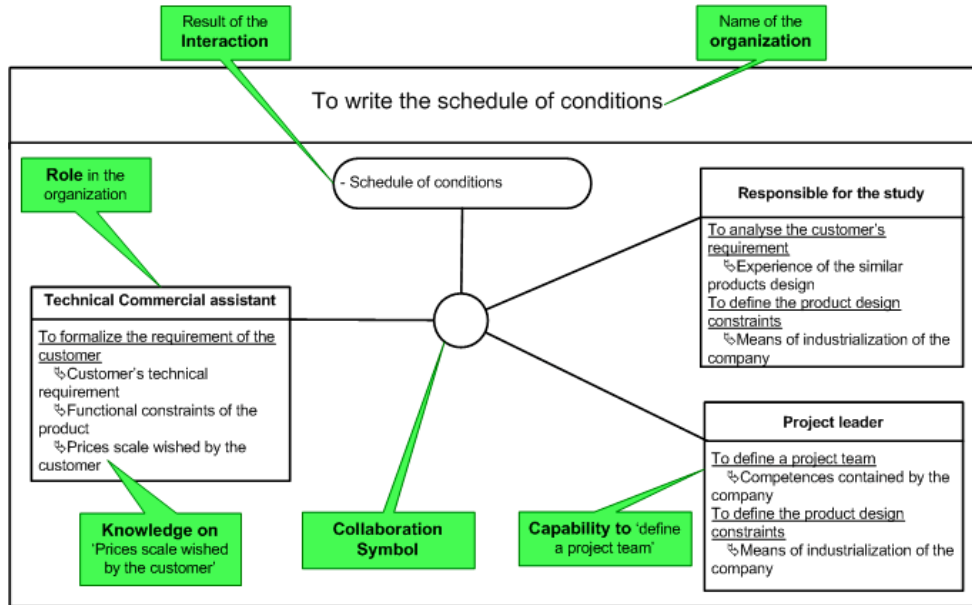 Result of the
Interaction
Name of the
organization
To write the schedule of conditions
Role in the
organization
- Schedule of conditions
Responsible for the study
To analyse the customer's
requirement
Experience of the similar
products design
To define the product design
constraints
Means of industrialization of the
company
Technical Commercial assistant
To formalize the requirement of the
customer
Customer's technical
requirement
Functional constraints of the
product
Prices scale wished by the
customer
Project leader
To define a project team
Competences contained by the
company
To define the product design
constraints
Means of industrialization of the
company
Knowledge on
'Prices scale wished
by the customer'
Collaboration
Symbol
Capability to 'define
a project team'